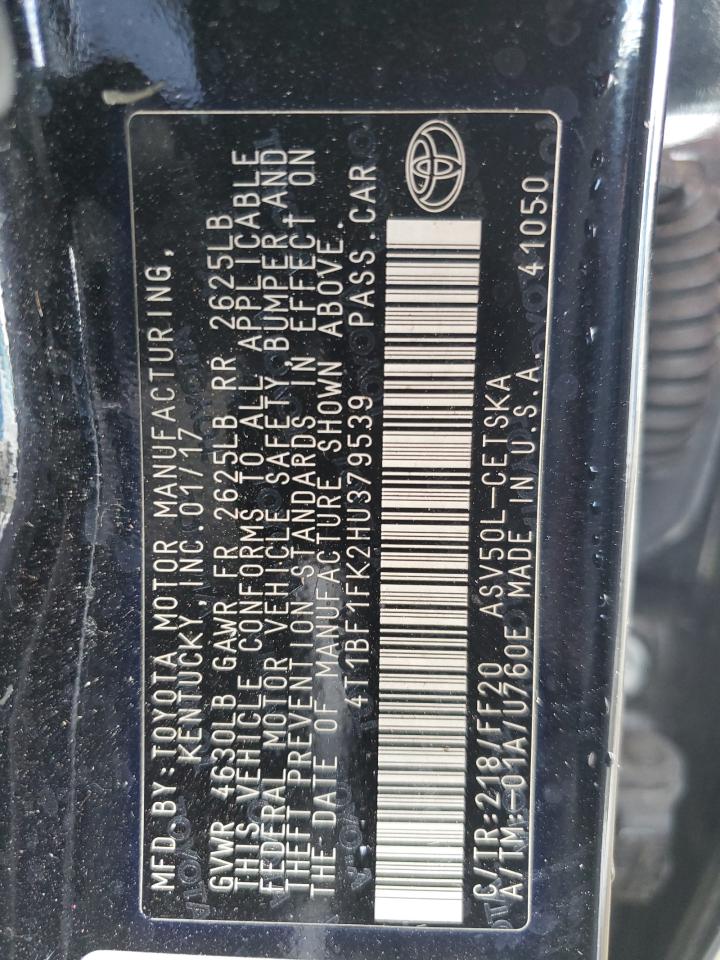 MFD BY: TOYOTA MOTOR MANUFACTURING,
KENTUCKY, INC. 01/17
GVWR 4630LB GAWR FR 2625LB RR 2625LB
THIS VEHICLE CONFORMS TO ALL APPLICABLE
FEDERAL MOTOR VEHICLE SAFETY, BUMPER, AND
THEFT PREVENTION STANDARDS IN EFFECT ON
THE DATE OF MANUFACTURE SHOWN ABOVE.
4T1BF1FK2HU379539 PASS.CAR
C/TR:218/FF20 ASV50L-CETSKA
A/TM:-01A/U760E MADE IN U.S.A. 41050